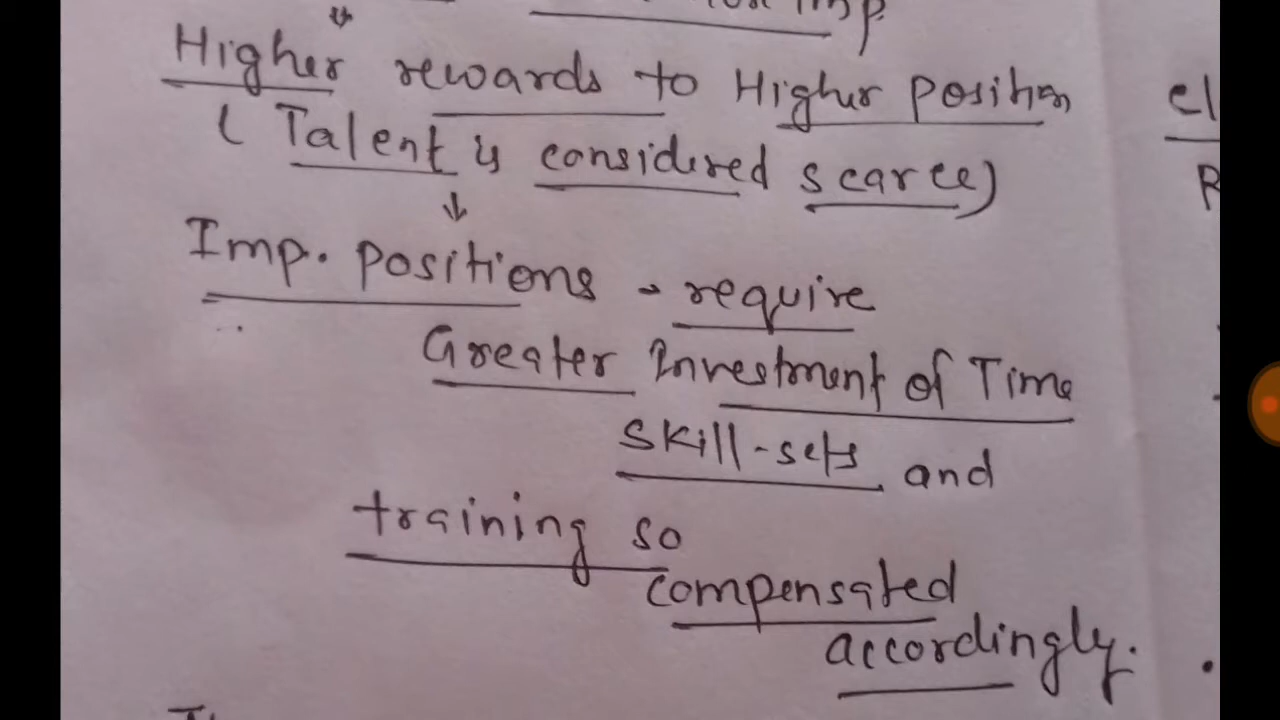 Imp.
Higher rewards to Higher position
( Talent is considered scarce)
Imp. positions - require
Greater Investment of Time
skill-sets and
training so
compensated
accordingly.